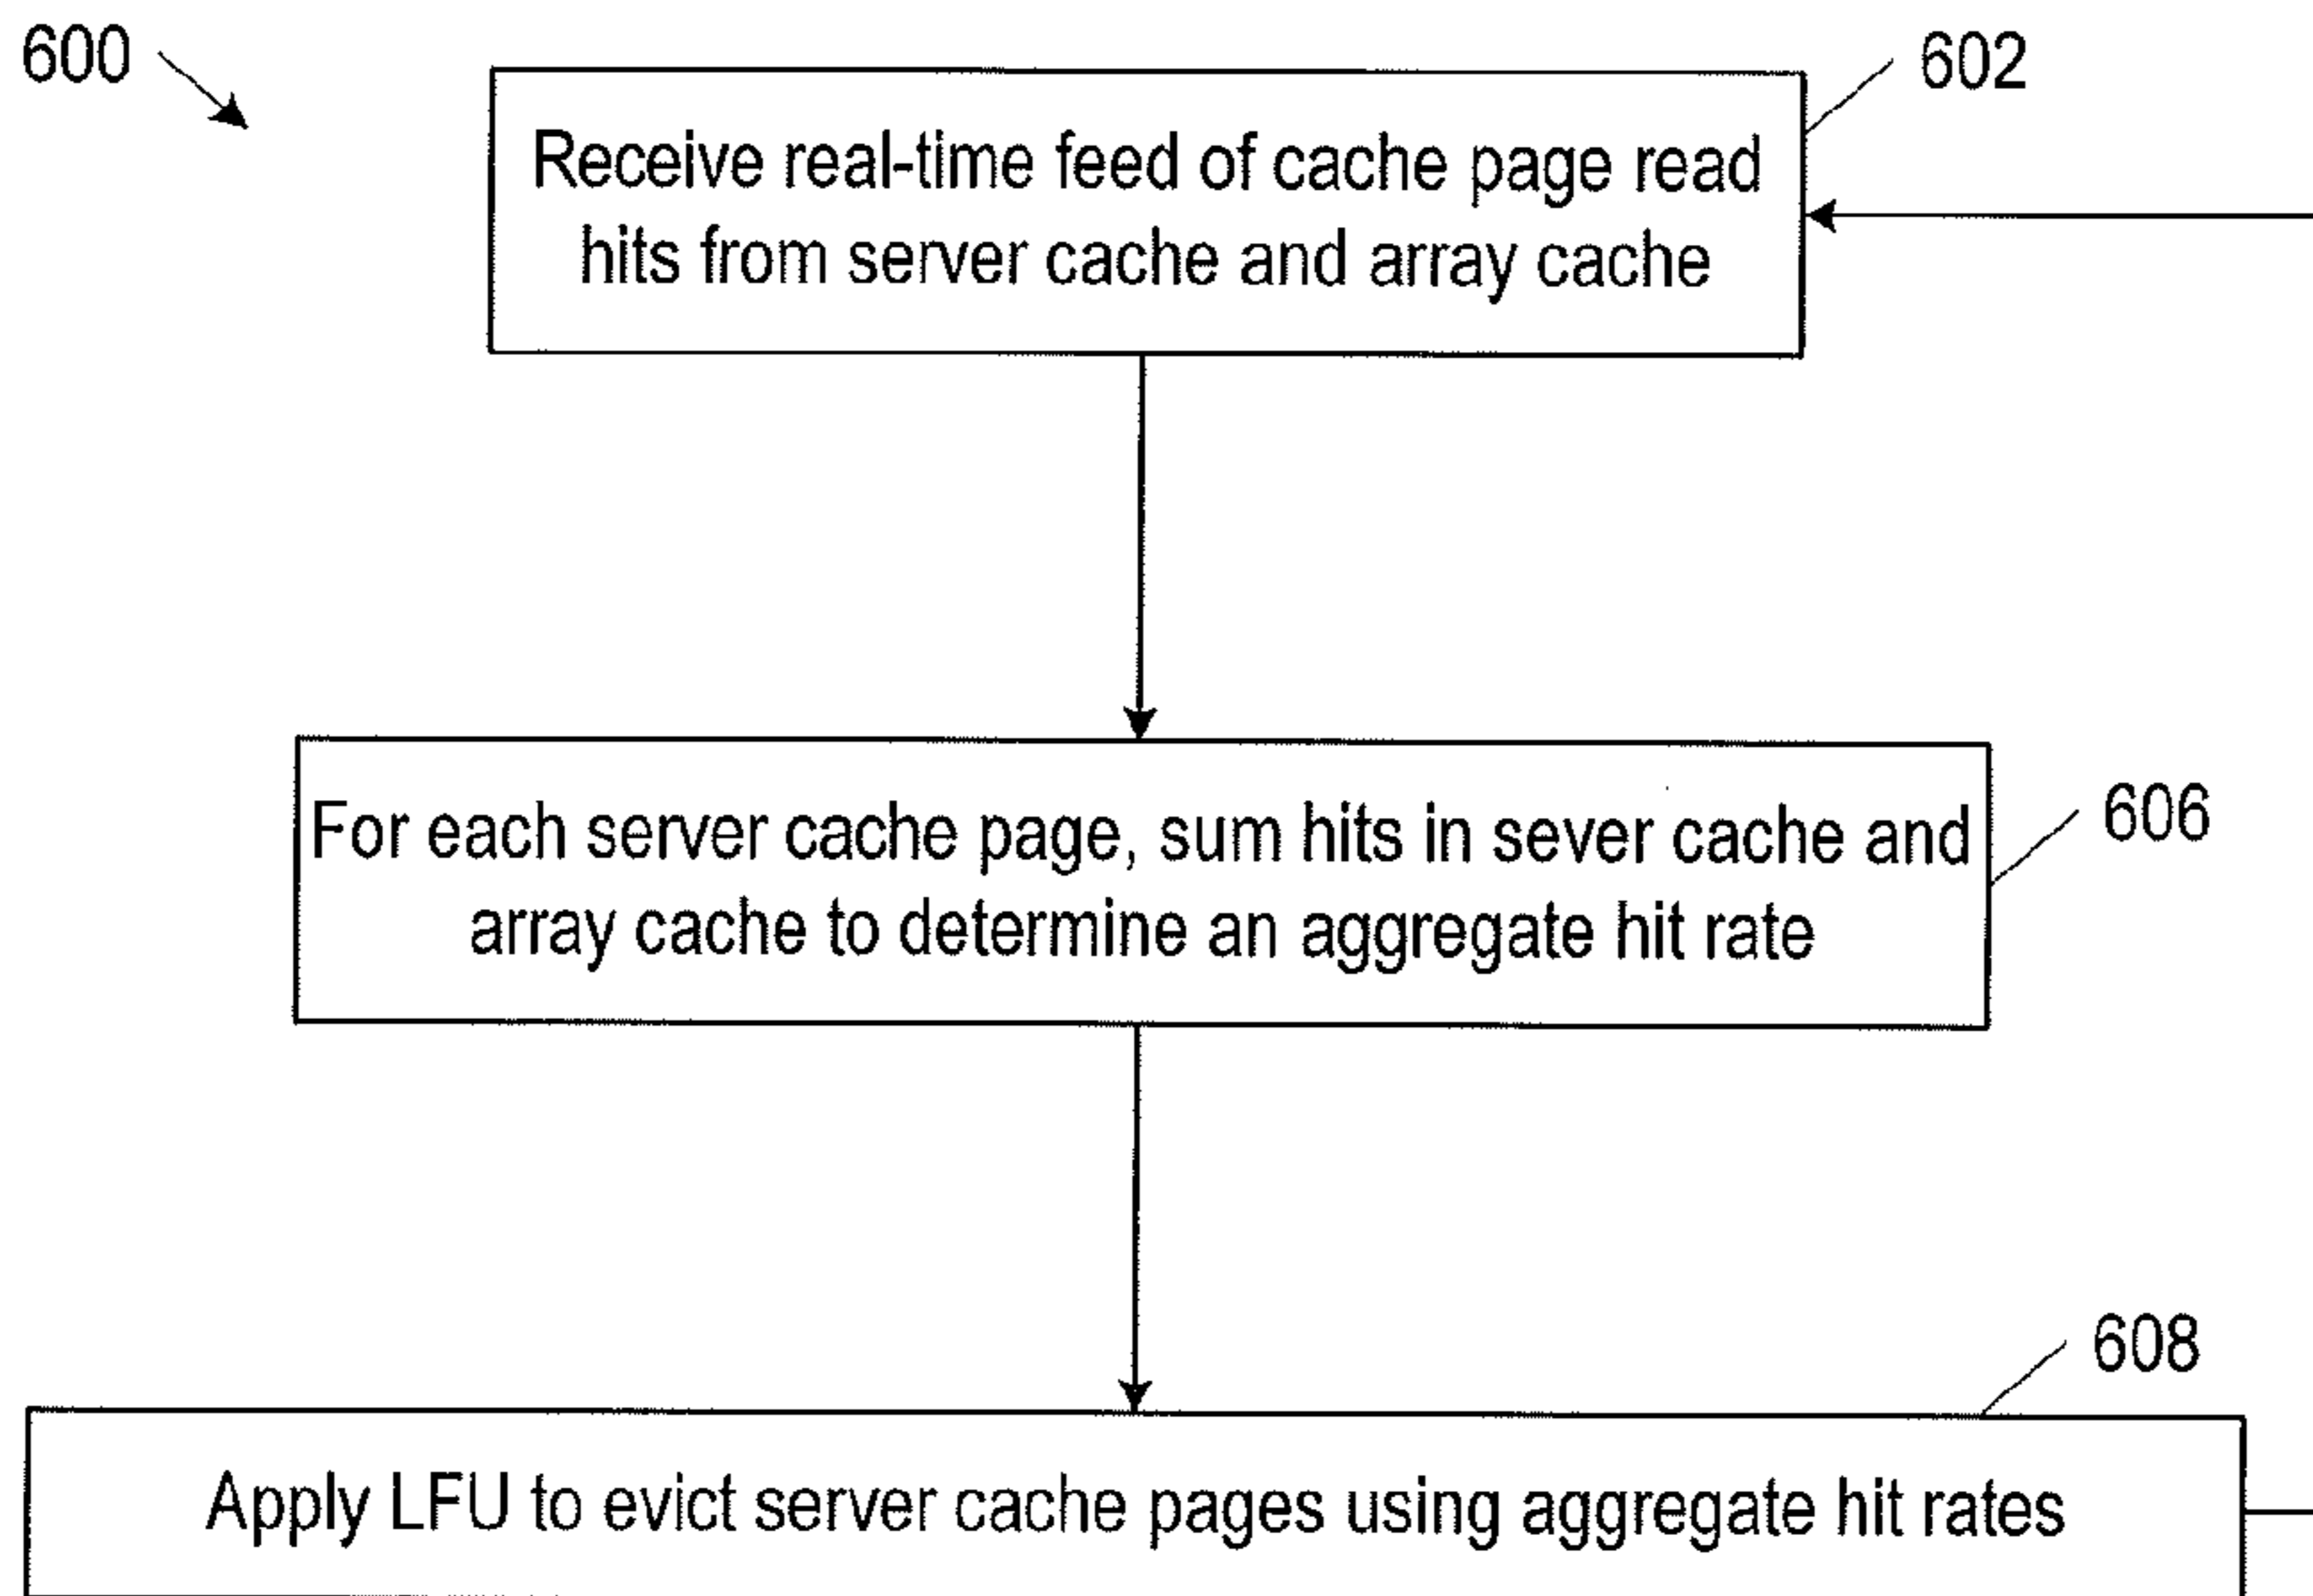 600
602
Receive real-time feed of cache page read
hits from server cache and array cache
606
For each server cache page, sum hits in sever cache and
array cache to determine an aggregate hit rate
608
Apply LFU to evict server cache pages using aggregate hit rates